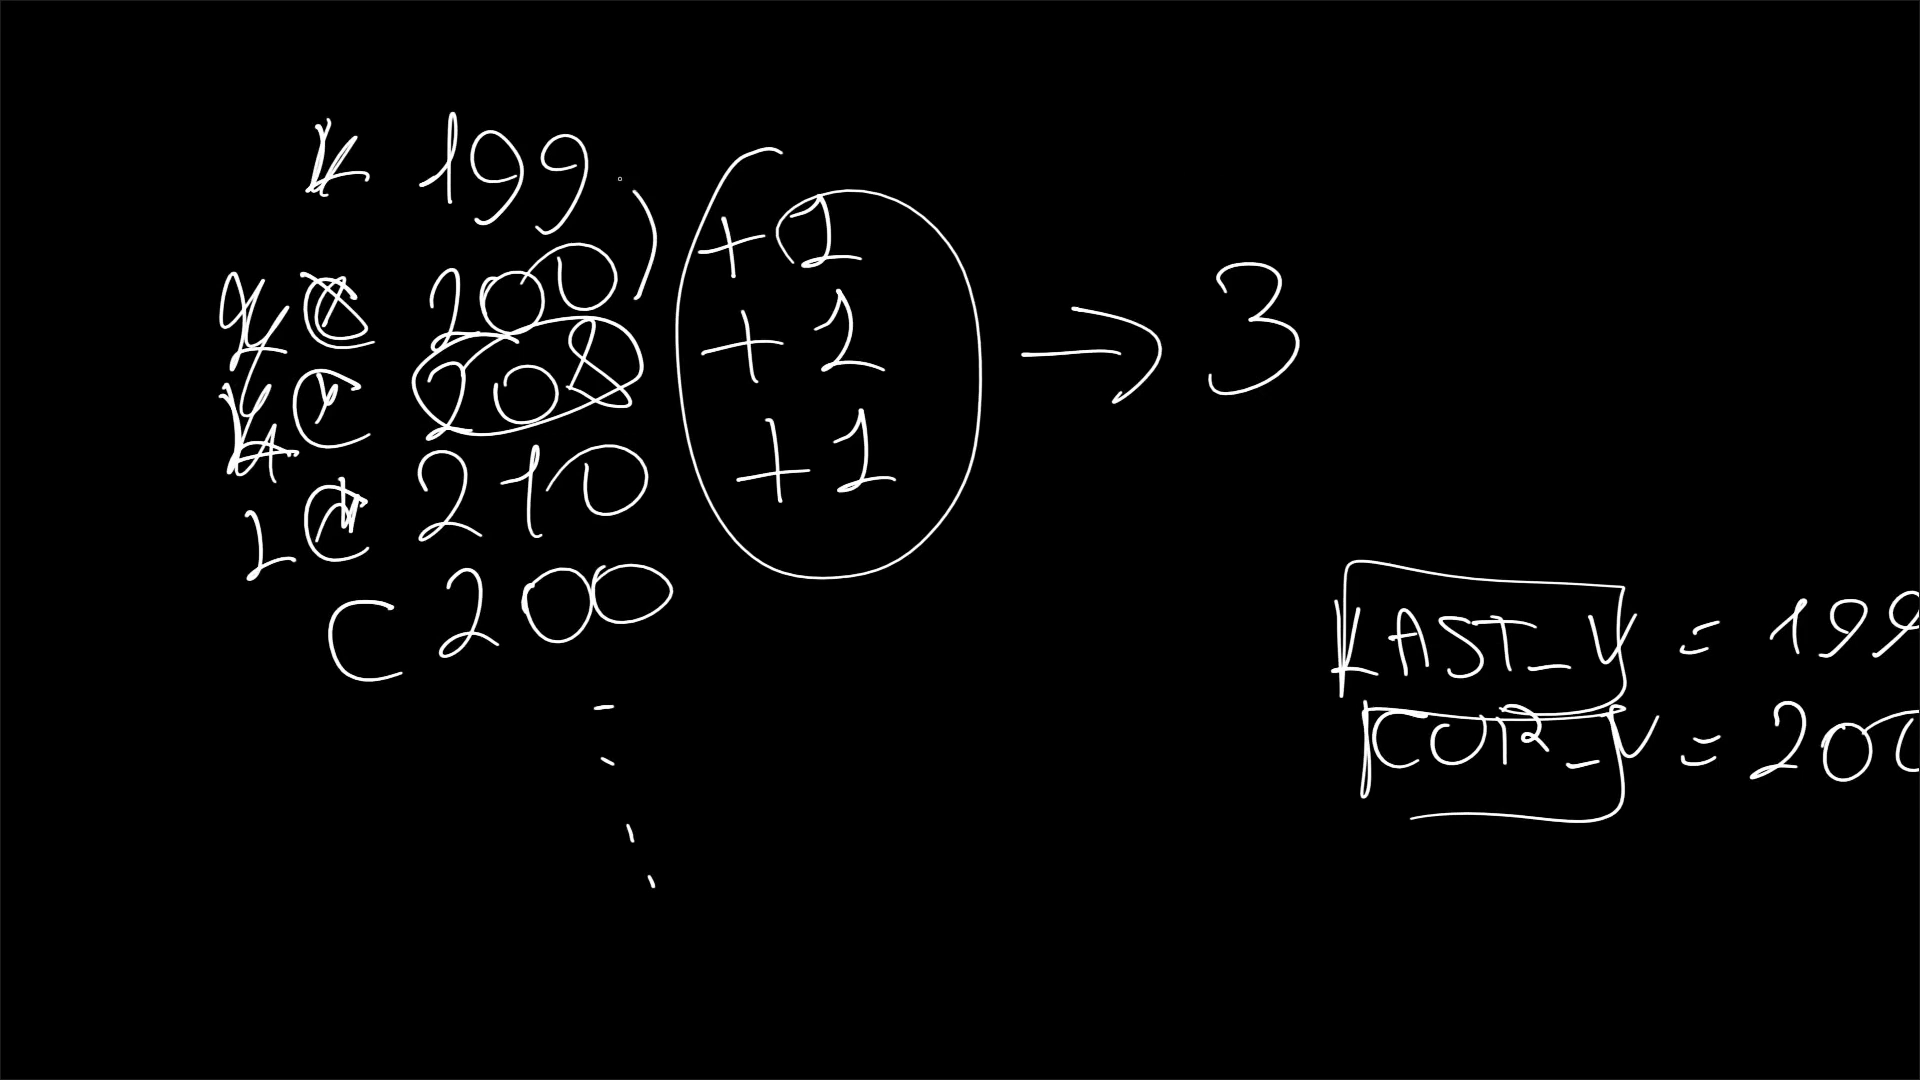 199
200
208
210
C 200
+1
+1
+1
→ 3
LAST_V = 199
CUR_V = 200